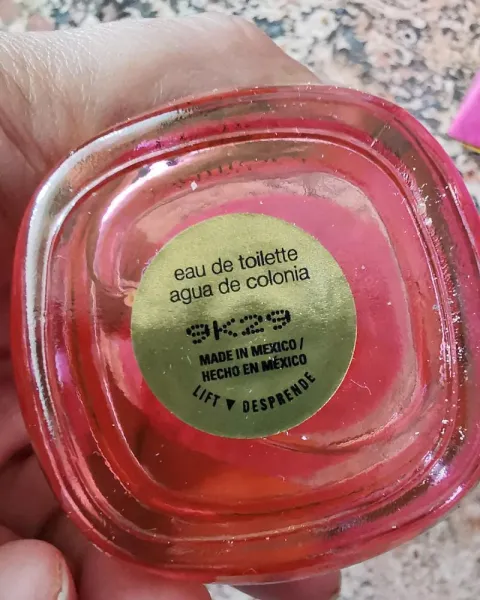 eau de toilette
agua de colonia
9K29
MADE IN MEXICO /
HECHO EN MÉXICO
LIFT ▼ DESPRENDE